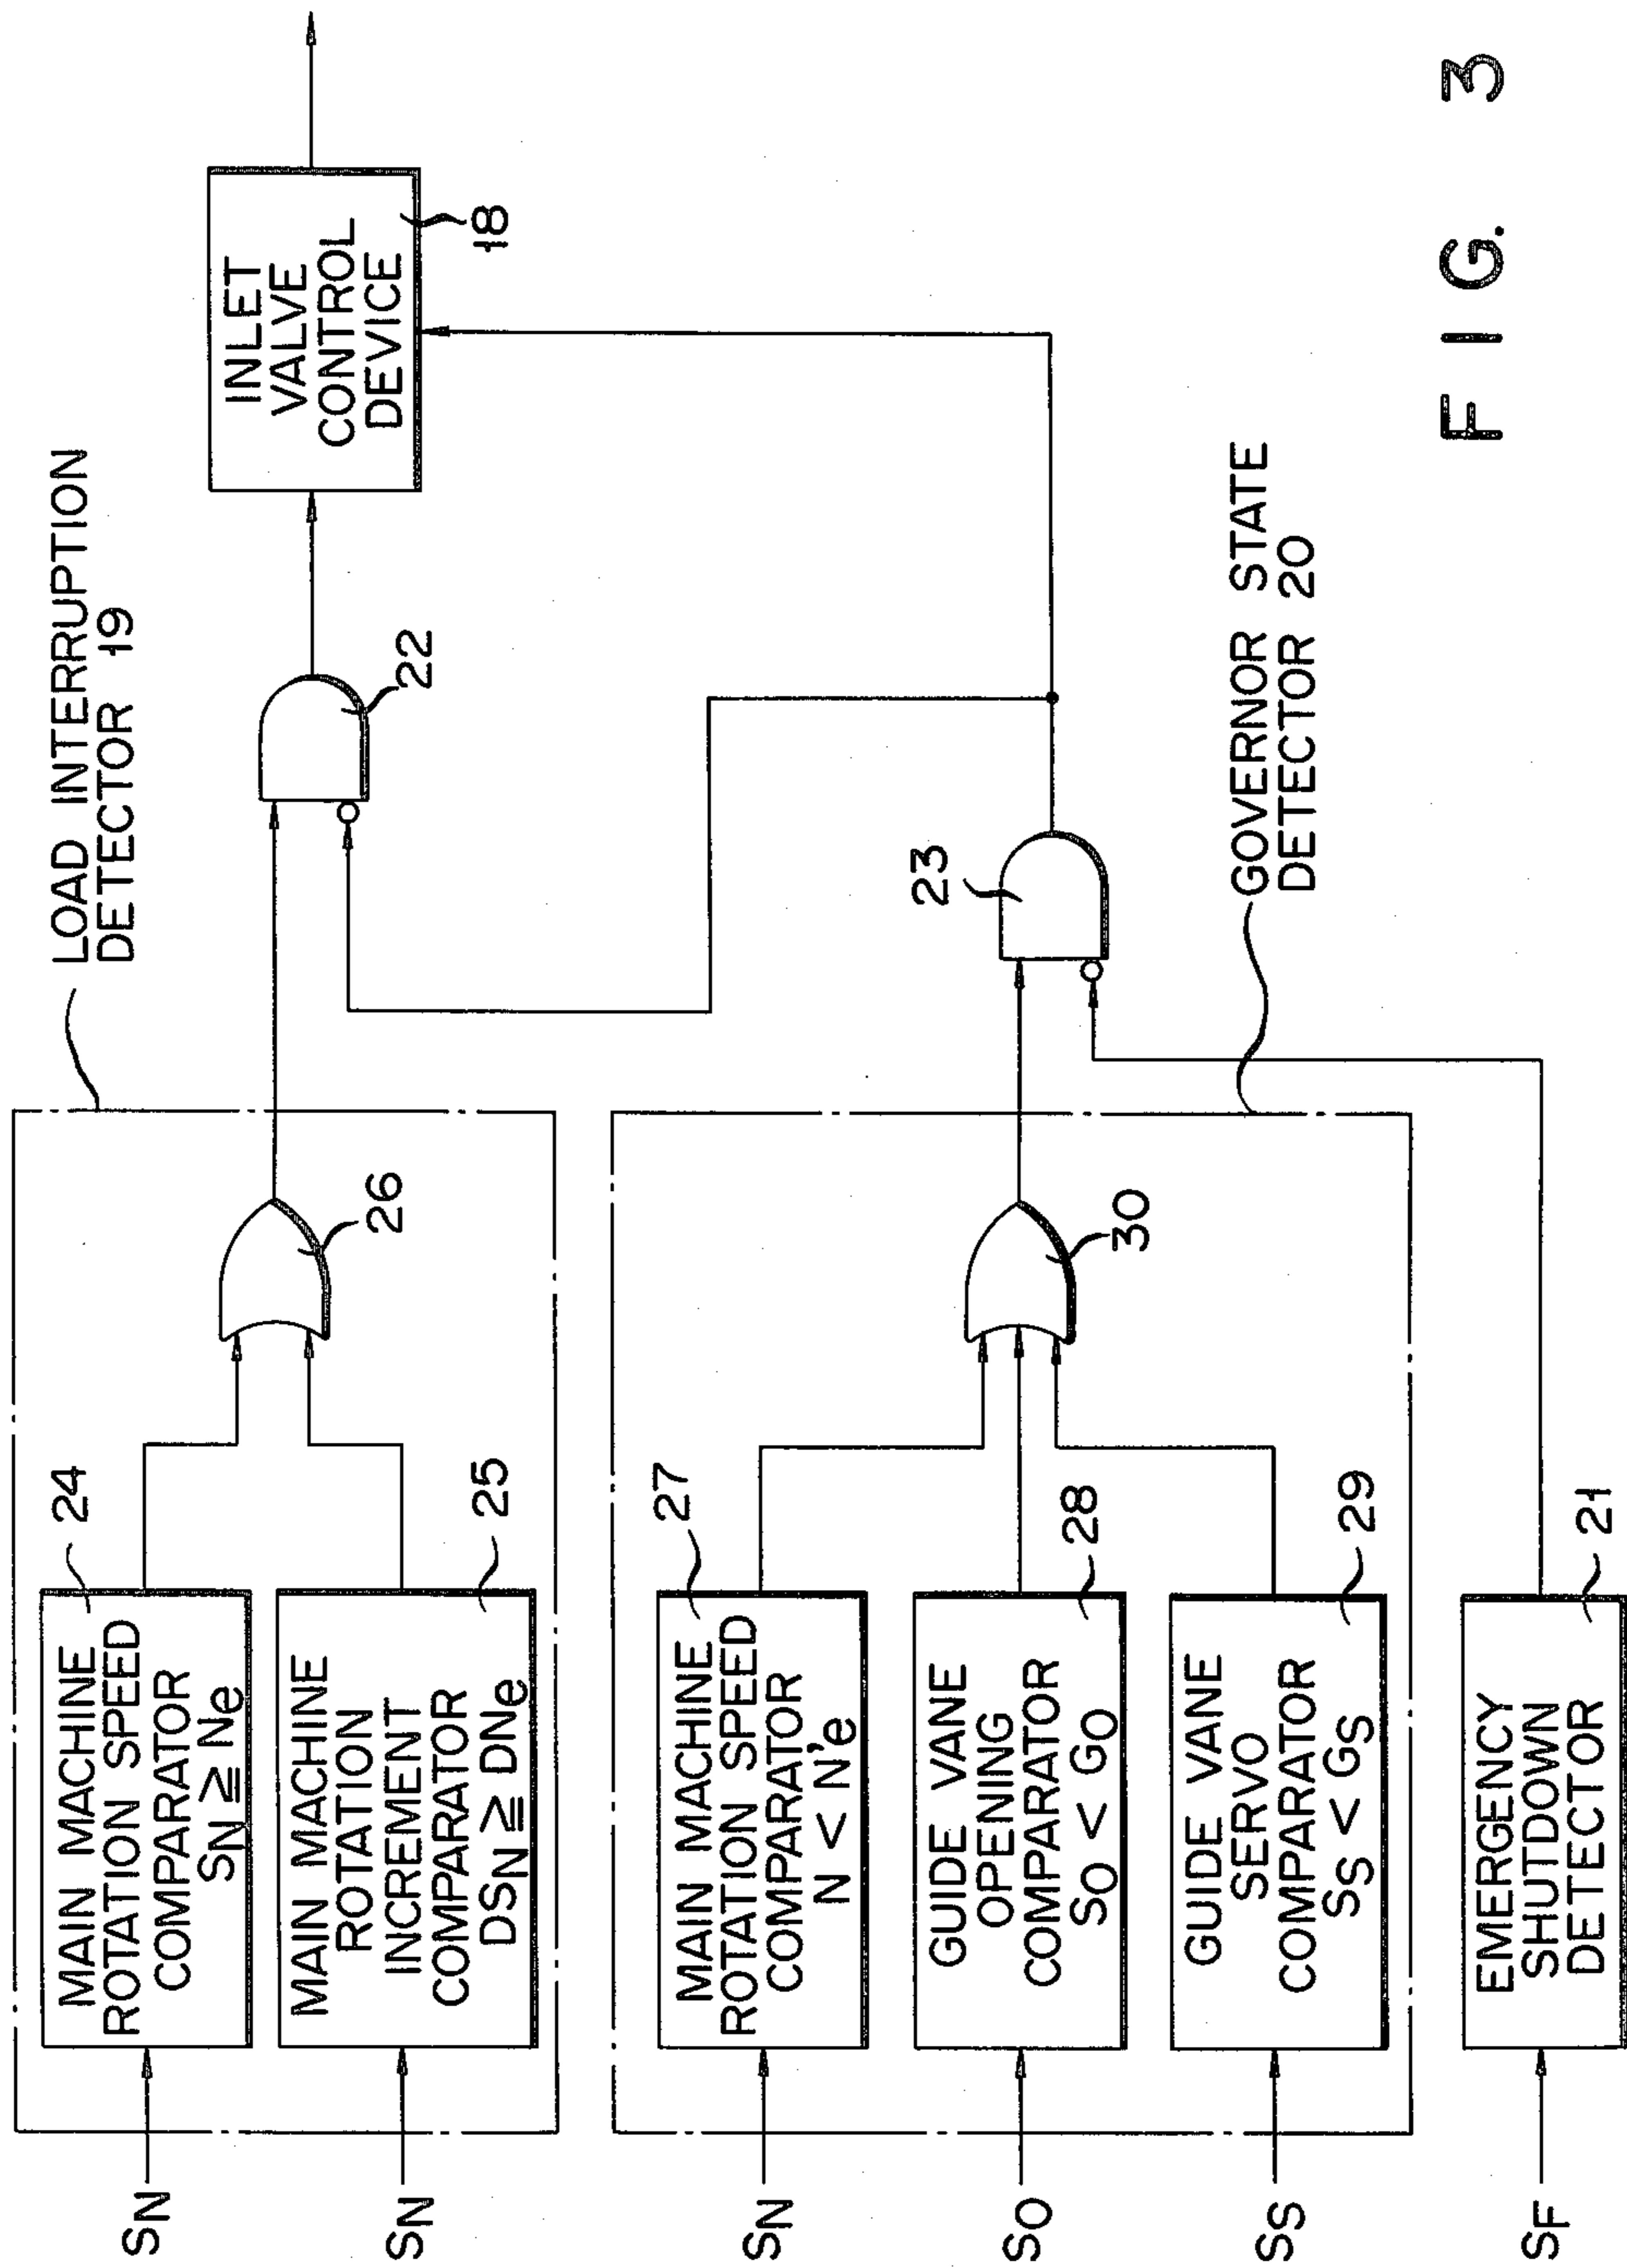 LOAD INTERRUPTION
DETECTOR 19
INLET
VALVE
CONTROL
DEVICE
18
22
SN
MAIN MACHINE
ROTATION SPEED
COMPARATOR
SN ≧ Ne
24
SN
MAIN MACHINE
ROTATION
INCREMENT
COMPARATOR
DSN ≧ DNe
25
26
SN
MAIN MACHINE
ROTATION SPEED
COMPARATOR
N < N'e
27
SO
GUIDE VANE
OPENING
COMPARATOR
SO < GO
28
SS
GUIDE VANE
SERVO
COMPARATOR
SS < GS
29
30
23
GOVERNOR STATE
DETECTOR 20
SF
EMERGENCY
SHUTDOWN
DETECTOR
21
FIG. 3